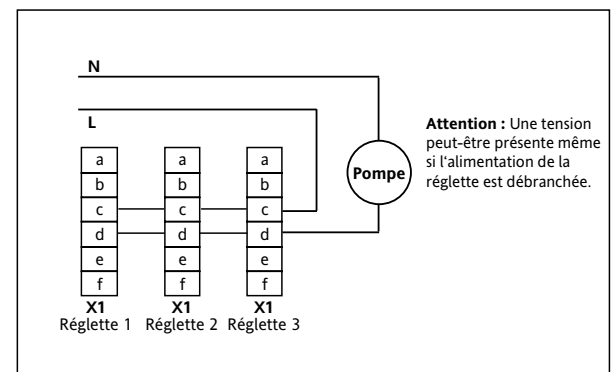 N
L
Attention : Une tension
peut-être présente même
si l'alimentation de la
réglette est débranchée.
Pompe
a a a
b b b
c c c
d d d
e e e
f f f
X1 X1 X1
Réglette 1 Réglette 2 Réglette 3